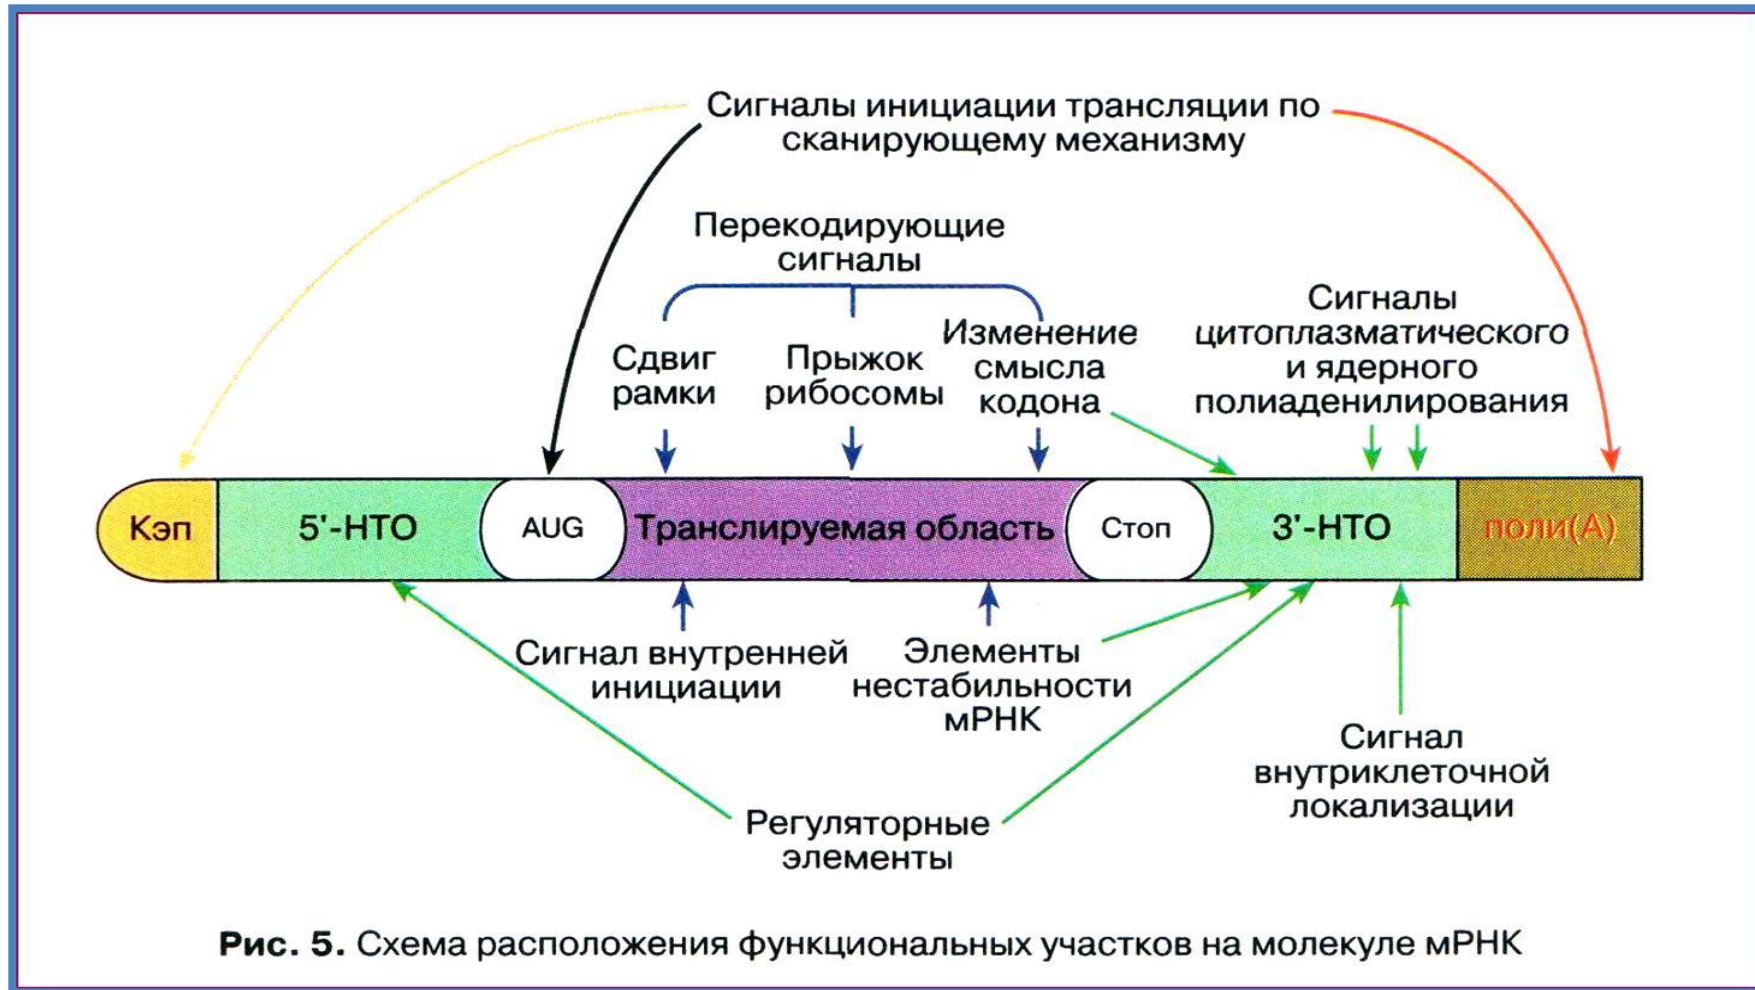 Сигналы инициации трансляции по
сканирующему механизму
Перекодирующие
сигналы
Сдвиг
рамки
Прыжок
рибосомы
Изменение
смысла
кодона
Сигналы
цитоплазматического
и ядерного
полиаденилирования
Кэп
5'-НТО
AUG
Транслируемая область
Стоп
3'-НТО
поли(А)
Сигнал внутренней
инициации
Элементы
нестабильности
мРНК
Сигнал
внутриклеточной
локализации
Регуляторные
элементы
Рис. 5. Схема расположения функциональных участков на молекуле мРНК